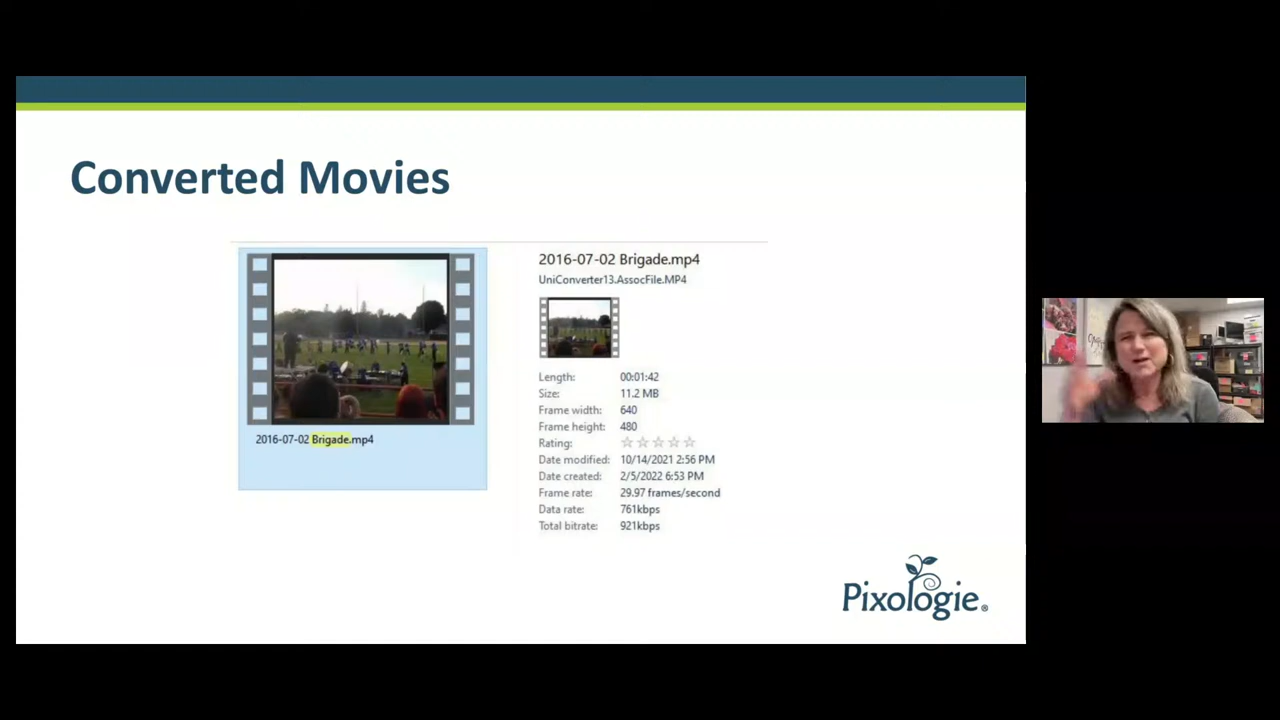 Converted Movies
2016-07-02 Brigade.mp4
2016-07-02 Brigade.mp4
UniConverter13.AssocFile.MP4
Length: 00:01:42
Size: 11.2 MB
Frame width: 640
Frame height: 480
Rating:
Date modified: 10/14/2021 2:56 PM
Date created: 2/5/2022 6:53 PM
Frame rate: 29.97 frames/second
Data rate: 761kbps
Total bitrate: 921kbps
Pixologie®